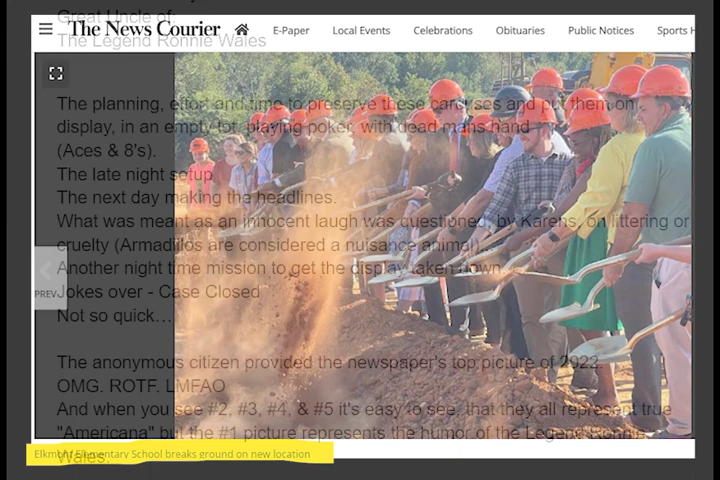 Great Uncle of:
The Legend Ronnie Wales
The News Courier
E-Paper Local Events Celebrations Obituaries Public Notices Sports H
The planning, effort and time to preserve these carcasses and put them on
display, in an empty lot, playing poker, with dead mans hand
(Aces & 8's).
The late night setup
The next day making the headlines.
What was meant as an innocent laugh was questioned, by Karens, on littering or
cruelty (Armadillos are considered a nuisance animal)
Another night time mission to get the display taken down
PREV
Jokes over - Case Closed
Not so quick…
The anonymous citizen provided the newspaper's top picture of 2022.
OMG. ROTF. LMFAO
And when you see #2, #3, #4, & #5 it's easy to see, that they all represent true
"Americana" but the #1 picture represents the humor of the Legend Ronnie
Wales.
Elkmont Elementary School breaks ground on new location